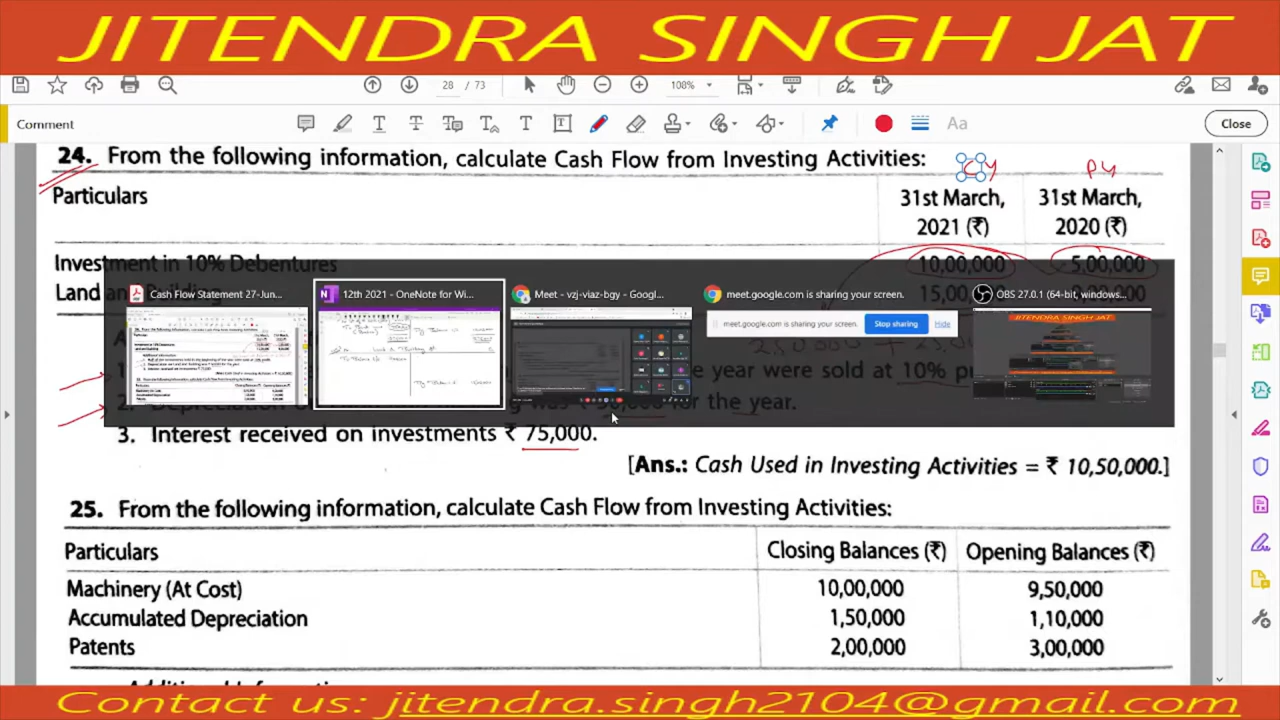 JITENDRA SINGH JAT
28 / 73
108%
Comment
Aa
Close
24. From the following information, calculate Cash Flow from Investing Activities:
Cy
Py
Particulars
31st March, 2021 (₹)
31st March, 2020 (₹)
Investment in 10% Debentures 10,00,000 5,00,000
Land
15,00
Cash Flow Statement 27-Jun...
12th 2021 - OneNote for Wi...
Meet - vzj-viaz-bgy - Googl...
meet.google.com is sharing your screen.
OBS 27.0.1 (64-bit, windows...
meet.google.com is sharing your screen. Stop sharing Hide
the year were sold at 10% p
2. for the year.
3. Interest received on investments ₹ 75,000.
[Ans.: Cash Used in Investing Activities = ₹ 10,50,000.]
25. From the following information, calculate Cash Flow from Investing Activities:
Particulars Closing Balances (₹) Opening Balances (₹)
Machinery (At Cost) 10,00,000 9,50,000
Accumulated Depreciation 1,50,000 1,10,000
Patents 2,00,000 3,00,000
Contact us: jitendra.singh2104@gmail.com